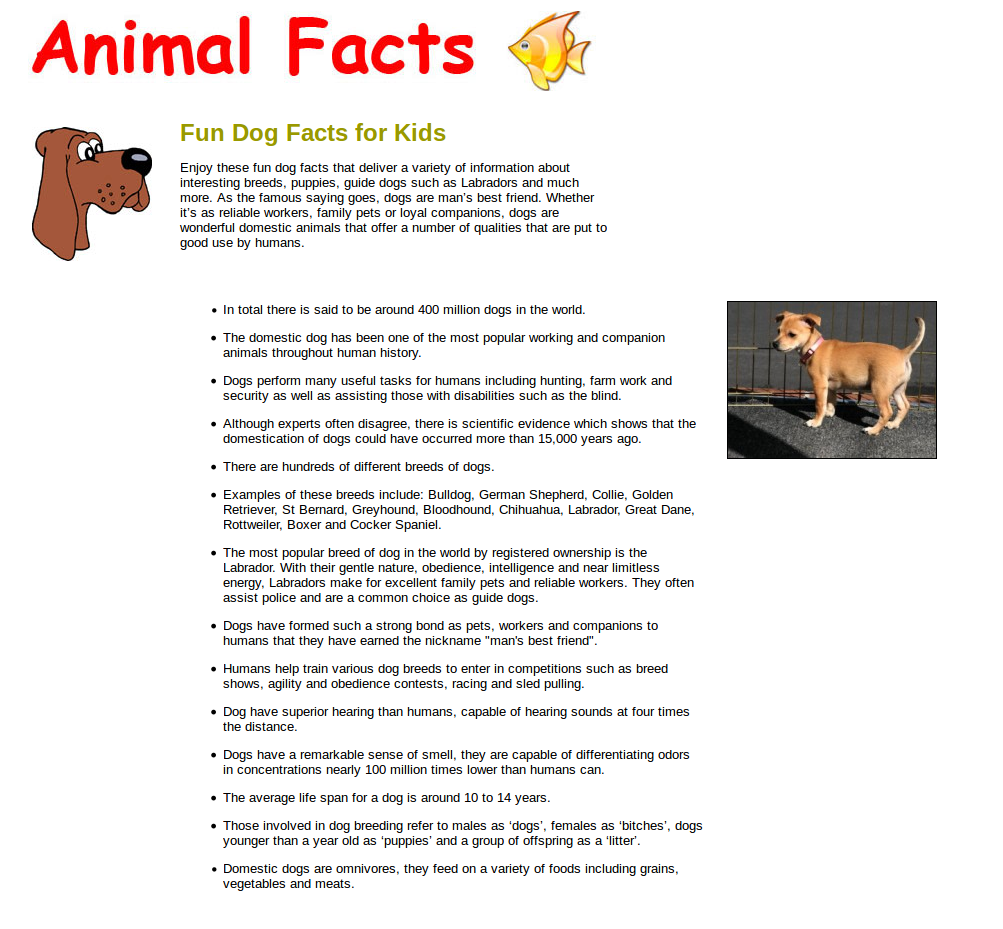 Animal Facts
Fun Dog Facts for Kids
Enjoy these fun dog facts that deliver a variety of information about
interesting breeds, puppies, guide dogs such as Labradors and much
more. As the famous saying goes, dogs are man’s best friend. Whether
it’s as reliable workers, family pets or loyal companions, dogs are
wonderful domestic animals that offer a number of qualities that are put to
good use by humans.
• In total there is said to be around 400 million dogs in the world.
• The domestic dog has been one of the most popular working and companion
animals throughout human history.
• Dogs perform many useful tasks for humans including hunting, farm work and
security as well as assisting those with disabilities such as the blind.
• Although experts often disagree, there is scientific evidence which shows that the
domestication of dogs could have occurred more than 15,000 years ago.
• There are hundreds of different breeds of dogs.
• Examples of these breeds include: Bulldog, German Shepherd, Collie, Golden
Retriever, St Bernard, Greyhound, Bloodhound, Chihuahua, Labrador, Great Dane,
Rottweiler, Boxer and Cocker Spaniel.
• The most popular breed of dog in the world by registered ownership is the
Labrador. With their gentle nature, obedience, intelligence and near limitless
energy, Labradors make for excellent family pets and reliable workers. They often
assist police and are a common choice as guide dogs.
• Dogs have formed such a strong bond as pets, workers and companions to
humans that they have earned the nickname "man's best friend".
• Humans help train various dog breeds to enter in competitions such as breed
shows, agility and obedience contests, racing and sled pulling.
• Dog have superior hearing than humans, capable of hearing sounds at four times
the distance.
• Dogs have a remarkable sense of smell, they are capable of differentiating odors
in concentrations nearly 100 million times lower than humans can.
• The average life span for a dog is around 10 to 14 years.
• Those involved in dog breeding refer to males as ‘dogs’, females as ‘bitches’, dogs
younger than a year old as ‘puppies’ and a group of offspring as a ‘litter’.
• Domestic dogs are omnivores, they feed on a variety of foods including grains,
vegetables and meats.